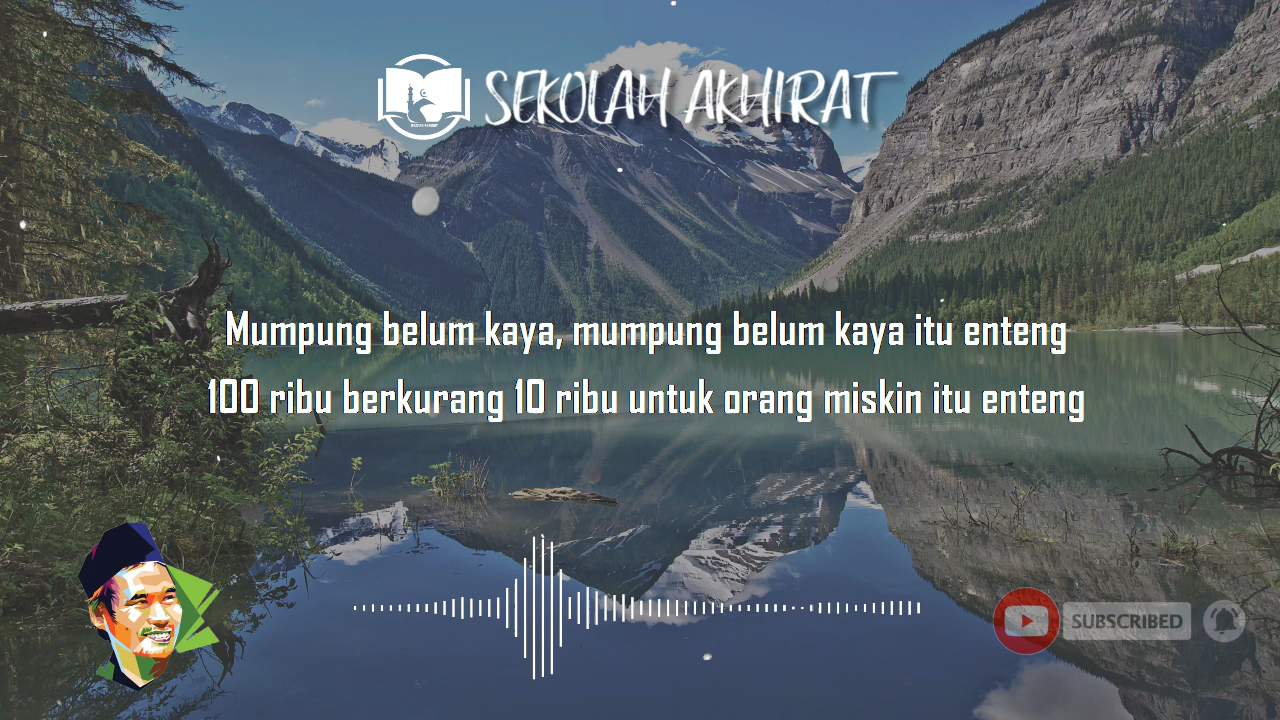 SEKOLAH AKHIRAT
Mumpung belum kaya, mumpung belum kaya itu enteng
100 ribu berkurang 10 ribu untuk orang miskin itu enteng
SUBSCRIBED